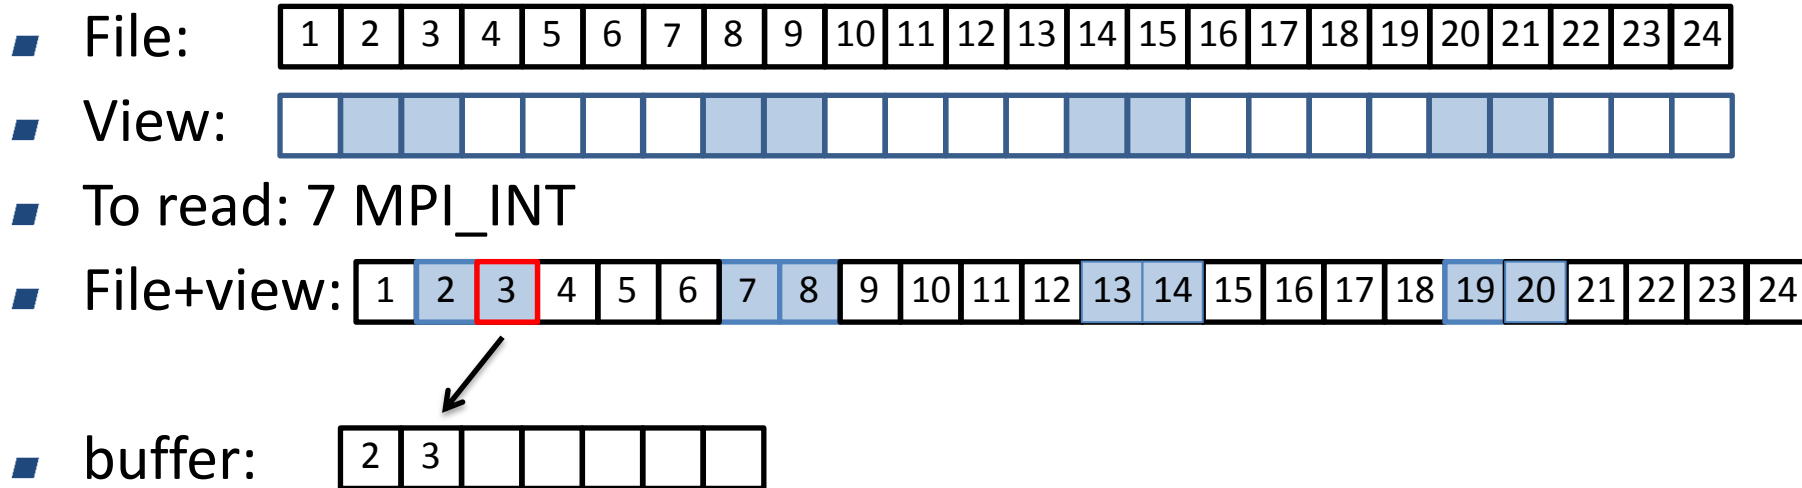 File: 1 2 3 4 5 6 7 8 9 10 11 12 13 14 15 16 17 18 19 20 21 22 23 24
View:
To read: 7 MPI_INT
File+view: 1 2 3 4 5 6 7 8 9 10 11 12 13 14 15 16 17 18 19 20 21 22 23 24
buffer: 2 3